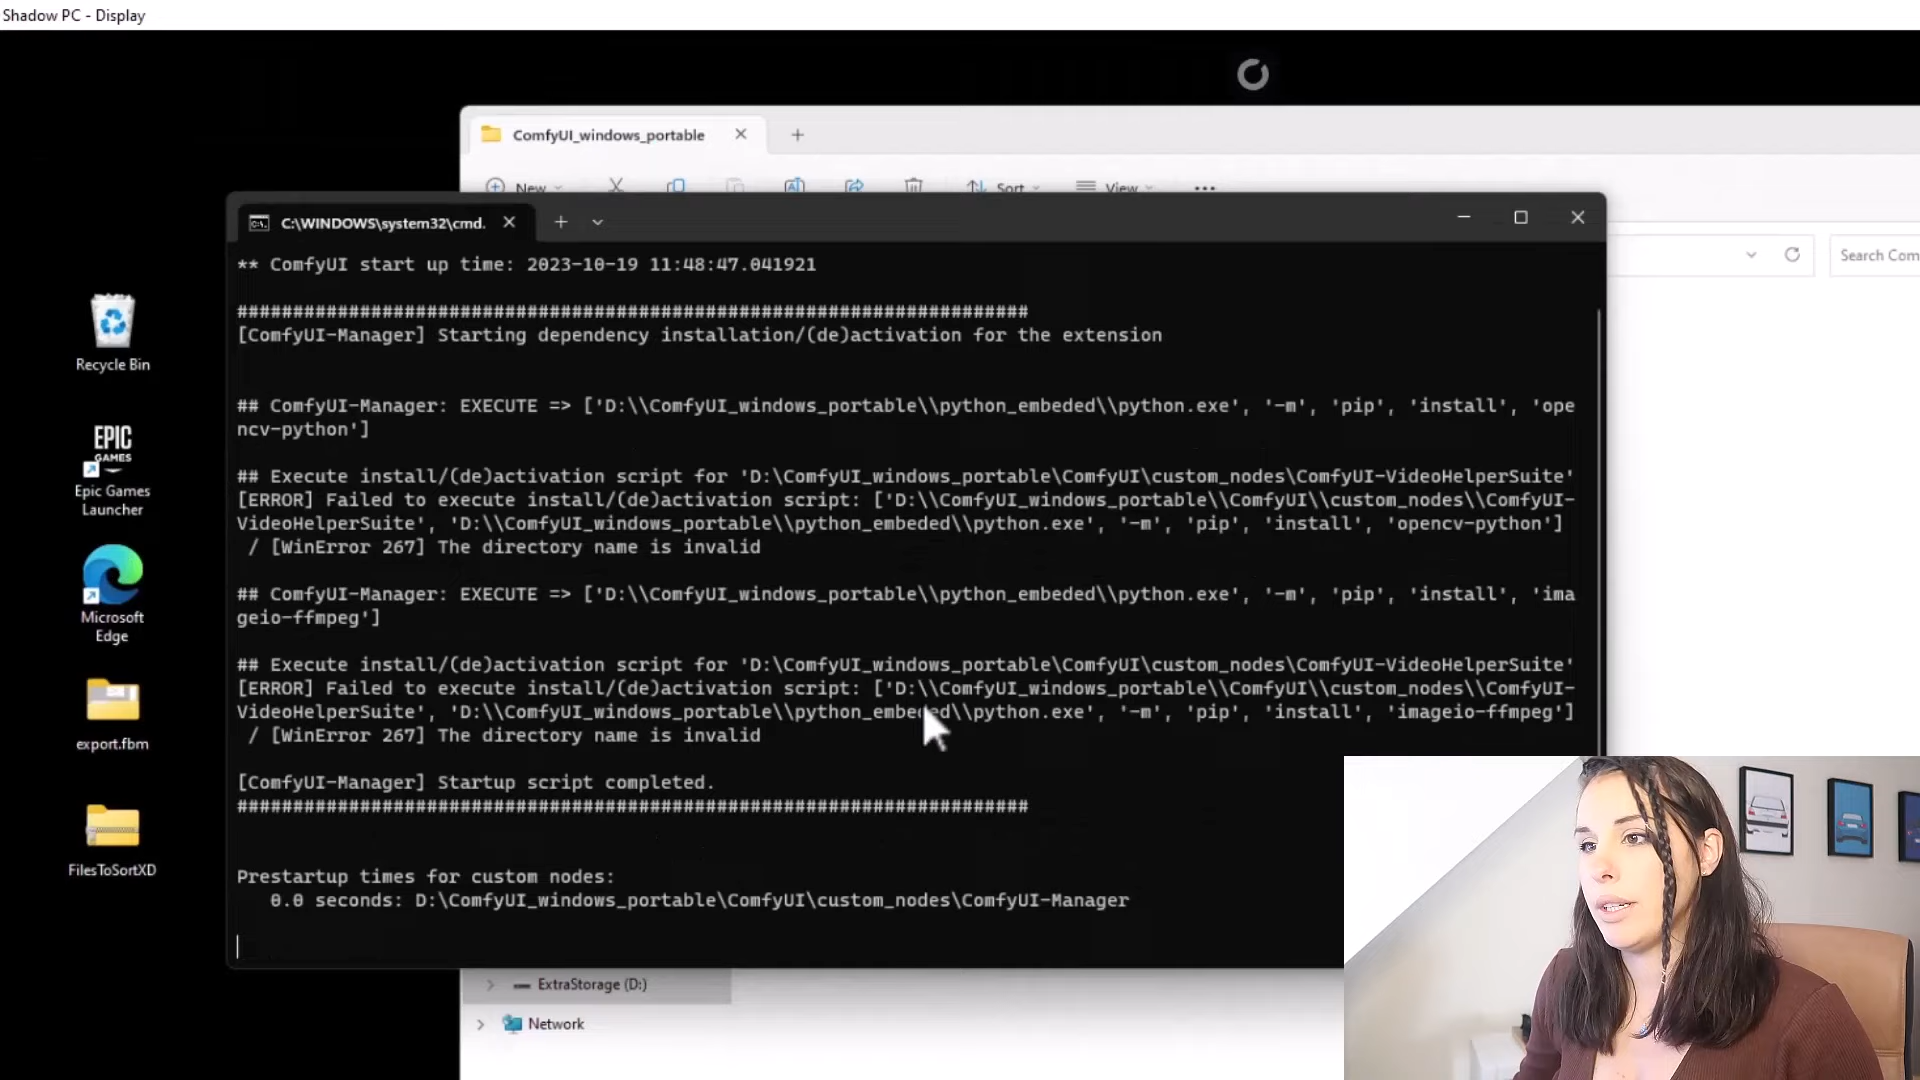 Shadow PC - Display
ComfyUI_windows_portable
New
Sort
View
C:\WINDOWS\system32\cmd.
Search Com
** ComfyUI start up time: 2023-10-19 11:48:47.041921
#######################################################################
[ComfyUI-Manager] Starting dependency installation/(de)activation for the extension
## ComfyUI-Manager: EXECUTE => ['D:\\ComfyUI_windows_portable\\python_embeded\\python.exe', '-m', 'pip', 'install', 'ope
ncv-python']
## Execute install/(de)activation script for 'D:\ComfyUI_windows_portable\ComfyUI\custom_nodes\ComfyUI-VideoHelperSuite'
[ERROR] Failed to execute install/(de)activation script: ['D:\\ComfyUI_windows_portable\\ComfyUI\\custom_nodes\\ComfyUI-
VideoHelperSuite', 'D:\\ComfyUI_windows_portable\\python_embeded\\python.exe', '-m', 'pip', 'install', 'opencv-python']
/ [WinError 267] The directory name is invalid
## ComfyUI-Manager: EXECUTE => ['D:\\ComfyUI_windows_portable\\python_embeded\\python.exe', '-m', 'pip', 'install', 'ima
geio-ffmpeg']
## Execute install/(de)activation script for 'D:\ComfyUI_windows_portable\ComfyUI\custom_nodes\ComfyUI-VideoHelperSuite'
[ERROR] Failed to execute install/(de)activation script: ['D:\\ComfyUI_windows_portable\\ComfyUI\\custom_nodes\\ComfyUI-
VideoHelperSuite', 'D:\\ComfyUI_windows_portable\\python_embeded\\python.exe', '-m', 'pip', 'install', 'imageio-ffmpeg']
/ [WinError 267] The directory name is invalid
[ComfyUI-Manager] Startup script completed.
#######################################################################
Prestartup times for custom nodes:
0.0 seconds: D:\ComfyUI_windows_portable\ComfyUI\custom_nodes\ComfyUI-Manager
Recycle Bin
EPIC
GAMES
Epic Games
Launcher
Microsoft
Edge
export.fbm
FilesToSortXD
ExtraStorage (D:)
Network